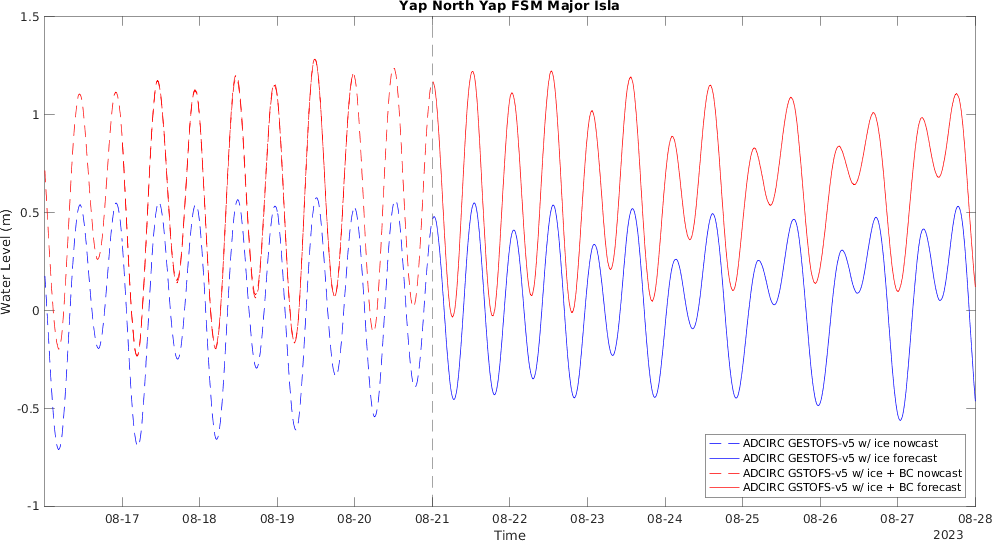 Yap North Yap FSM Major Isla
1.5
1
0.5
0
-0.5
-1
Water Level (m)
08-17 08-18 08-19 08-20 08-21 08-22 08-23 08-24 08-25 08-26 08-27 08-28
Time
2023
ADCIRC GESTOFS-v5 w/ ice nowcast
ADCIRC GESTOFS-v5 w/ ice forecast
ADCIRC GSTOFS-v5 w/ ice + BC nowcast
ADCIRC GSTOFS-v5 w/ ice + BC forecast